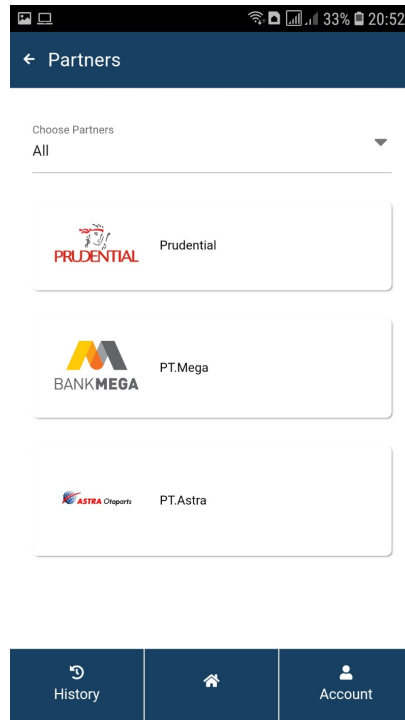 33% 20:52
Partners
Choose Partners
All
PRUDENTIAL
Prudential
BANKMEGA
PT.Mega
ASTRA Otoparts
PT.Astra
History
Account